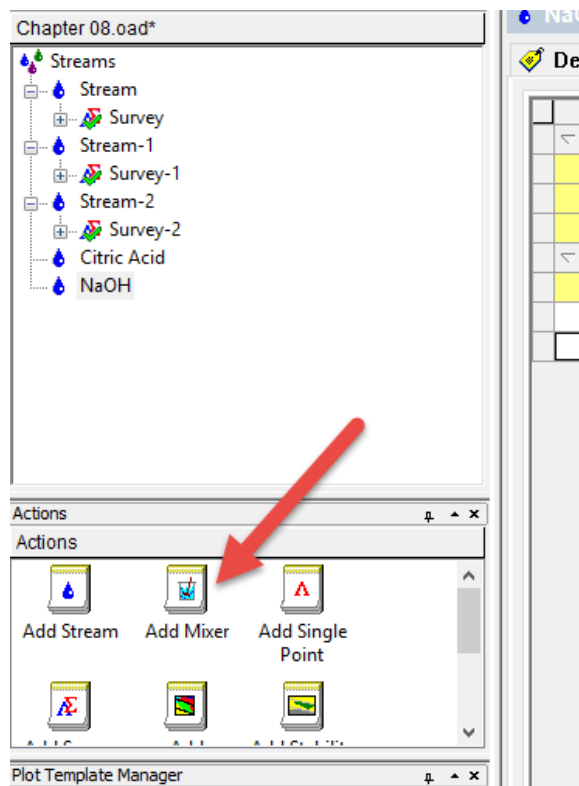 Chapter 08.oad*
Streams
Stream
Survey
Stream-1
Survey-1
Stream-2
Survey-2
Citric Acid
NaOH
De
Actions
Actions
Add Stream
Add Mixer
Add Single
Point
Plot Template Manager